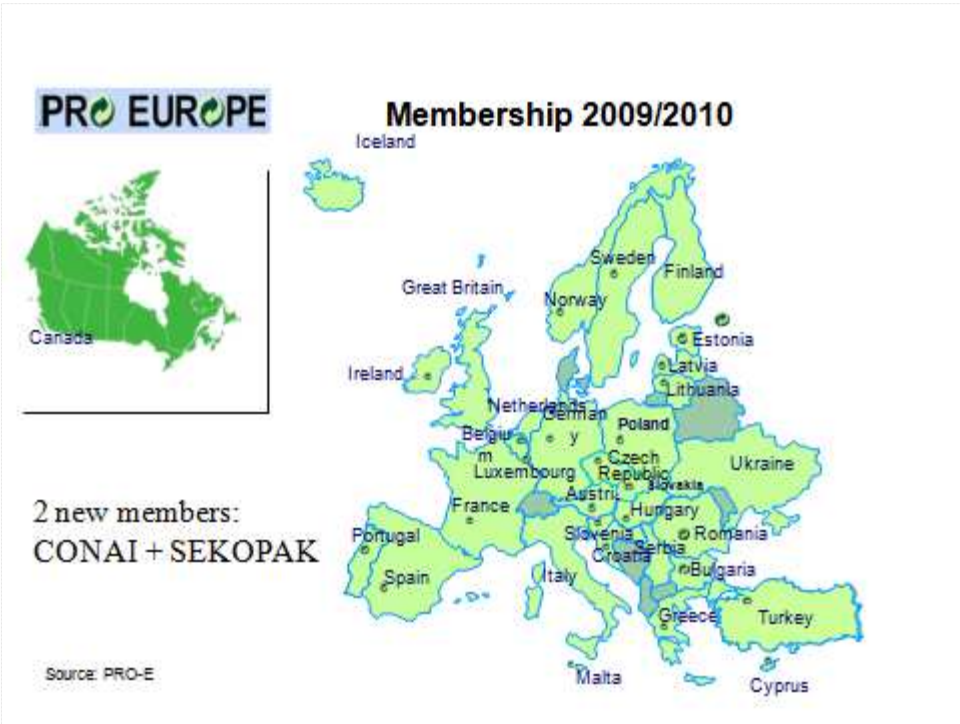 PRO EUROPE
Membership 2009/2010
Iceland
Canada
Sweden
Finland
Great Britain
Norway
Estonia
Latvia
Ireland
Lithuania
Netherlands
German
y
Poland
Belgiu
m
Czech
Republic
Luxembourg
Slovakia
Ukraine
Austri
France
Hungary
Portugal
Slovenia
Romania
Croatia
Serbia
Bulgaria
Italy
Spain
Greece
Turkey
Malta
Cyprus
2 new members:
CONAI + SEKOPAK
Source: PRO-E